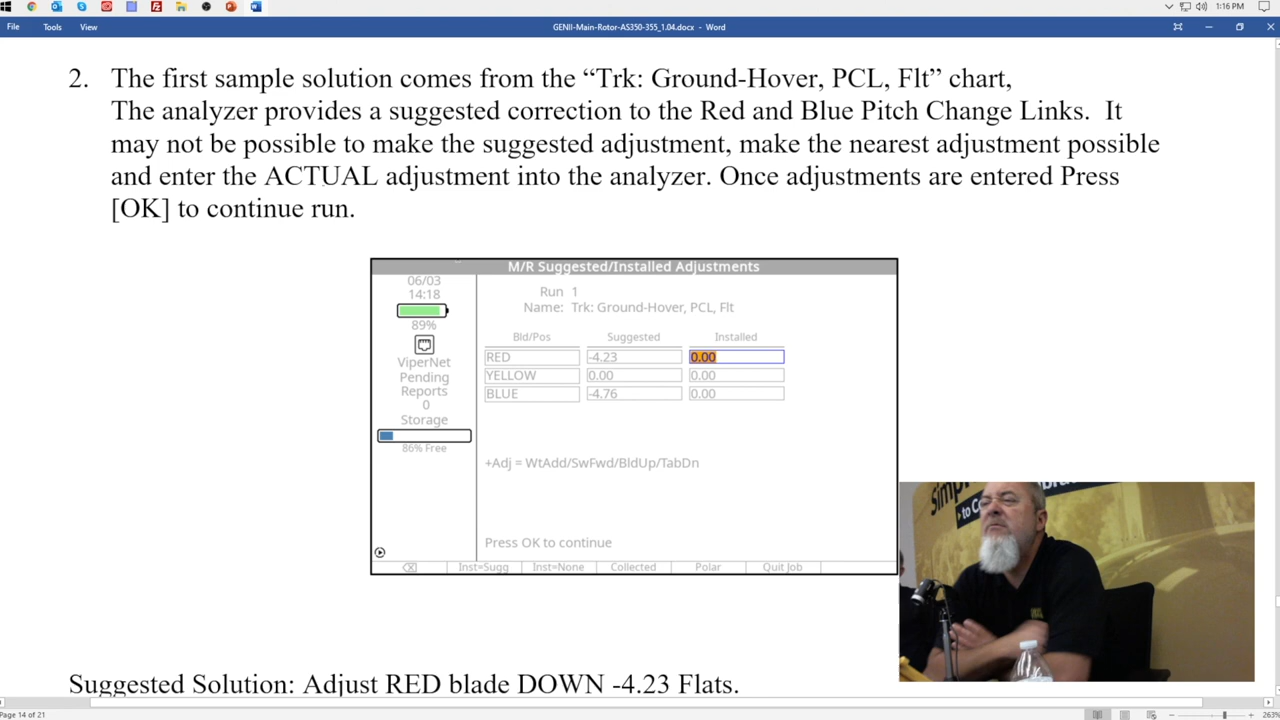 1:16 PM
File Tools View GENII-Main-Rotor-AS350-355_1.04.docx - Word
2. The first sample solution comes from the “Trk: Ground-Hover, PCL, Flt” chart,
The analyzer provides a suggested correction to the Red and Blue Pitch Change Links. It
may not be possible to make the suggested adjustment, make the nearest adjustment possible
and enter the ACTUAL adjustment into the analyzer. Once adjustments are entered Press
[OK] to continue run.
M/R Suggested/Installed Adjustments
06/03
14:18
89%
ViperNet
Pending
Reports
0
Storage
86% Free
Run 1
Name: Trk: Ground-Hover, PCL, Flt
Bld/Pos Suggested Installed
RED -4.23 0.00
YELLOW 0.00 0.00
BLUE -4.76 0.00
+Adj = WtAdd/SwFwd/BldUp/TabDn
Press OK to continue
Inst=Sugg Inst=None Collected Polar Quit Job
Suggested Solution: Adjust RED blade DOWN -4.23 Flats.
Page 14 of 21
263%